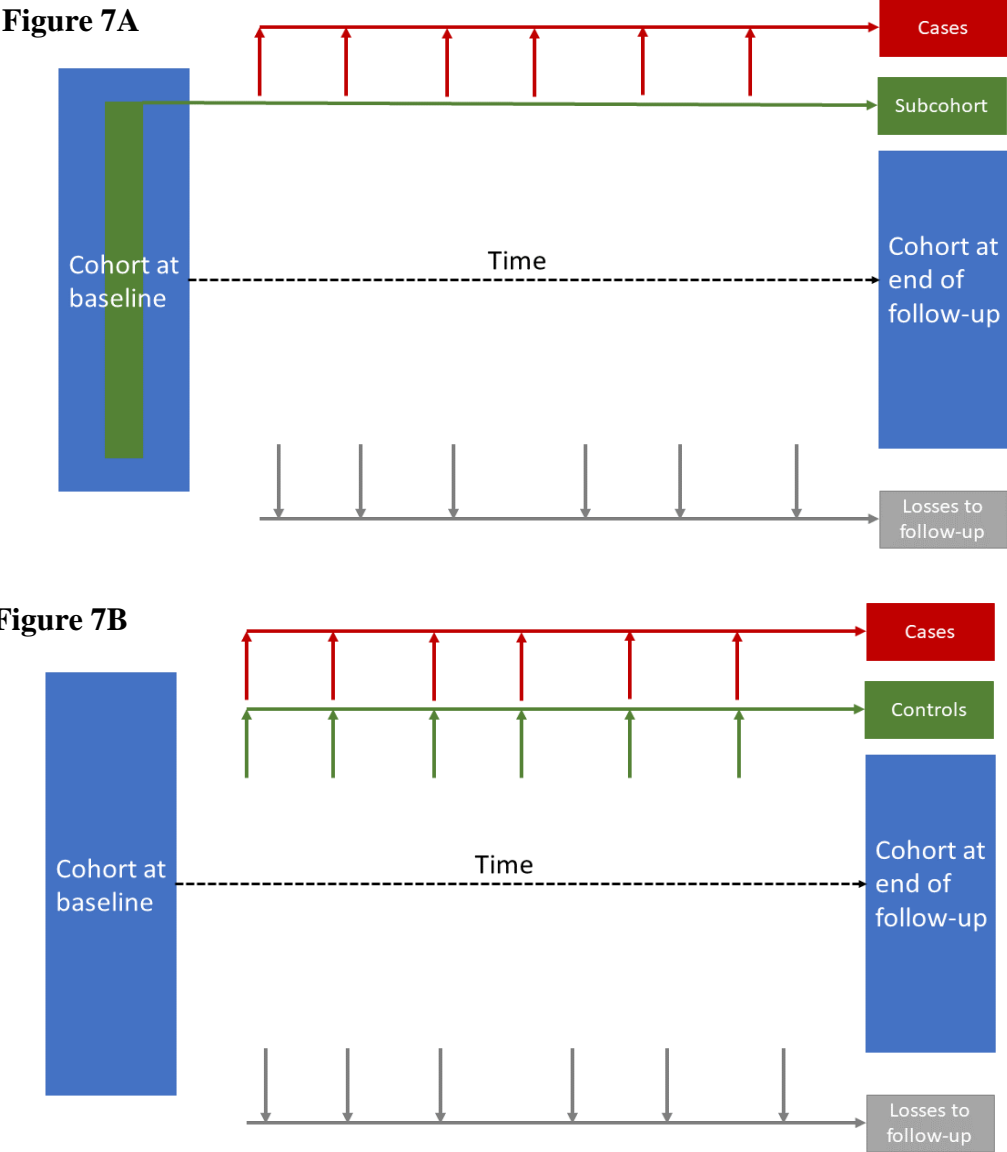 Figure 7A
Cases
Subcohort
Cohort at
baseline
Time
Cohort at
end of
follow-up
Losses to
follow-up
Figure 7B
Cases
Controls
Cohort at
baseline
Time
Cohort at
end of
follow-up
Losses to
follow-up